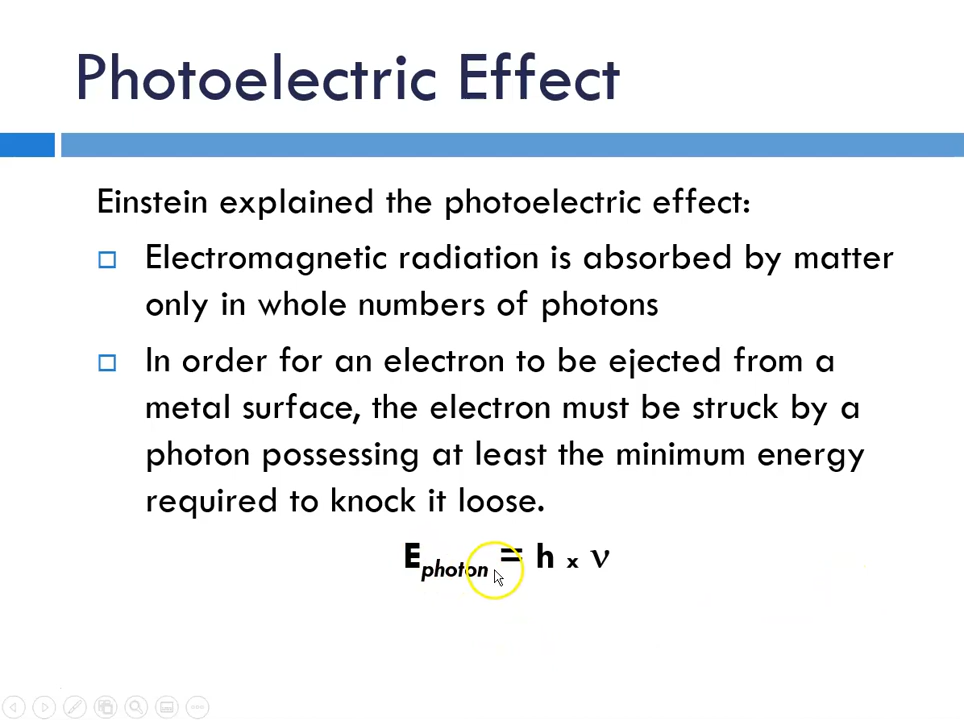 Photoelectric Effect
Einstein explained the photoelectric effect:
Electromagnetic radiation is absorbed by matter
only in whole numbers of photons
In order for an electron to be ejected from a
metal surface, the electron must be struck by a
photon possessing at least the minimum energy
required to knock it loose.
E photon = h x ν